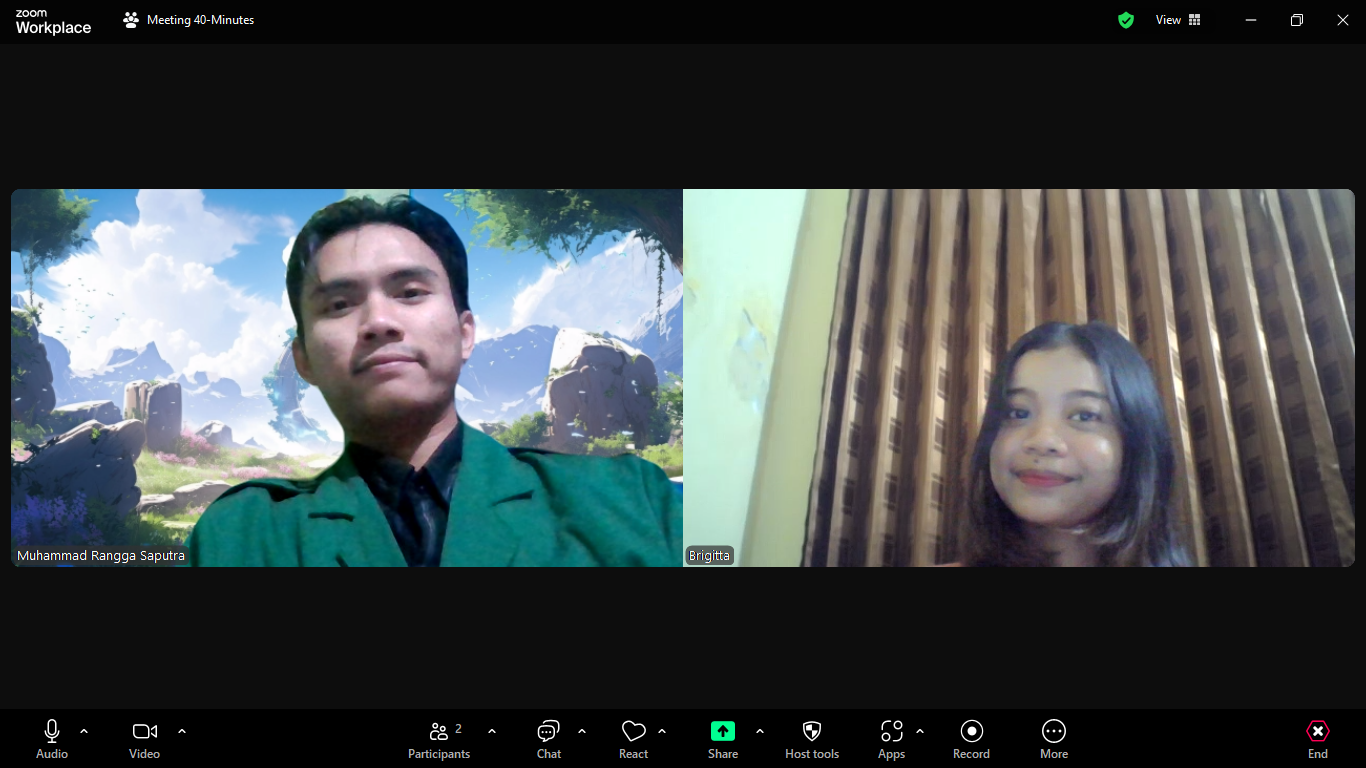 zoom
Workplace
Meeting 40-Minutes
View
Muhammad Rangga Saputra
Brigitta
Audio
Video
2
Participants
Chat
React
Share
Host tools
Apps
Record
More
End